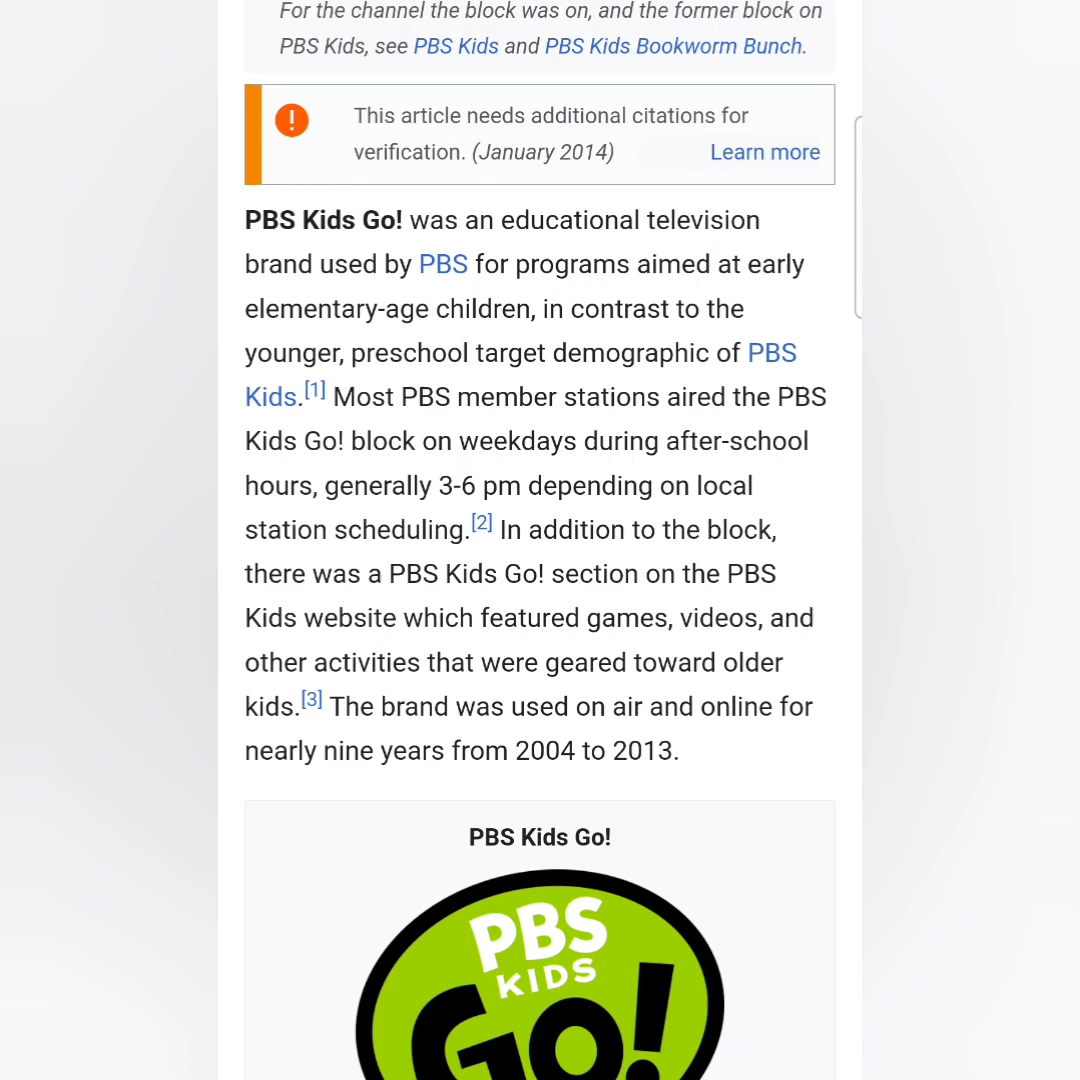 For the channel the block was on, and the former block on
PBS Kids, see PBS Kids and PBS Kids Bookworm Bunch.
This article needs additional citations for
verification. (January 2014) Learn more
PBS Kids Go! was an educational television
brand used by PBS for programs aimed at early
elementary-age children, in contrast to the
younger, preschool target demographic of PBS
Kids.[1] Most PBS member stations aired the PBS
Kids Go! block on weekdays during after-school
hours, generally 3-6 pm depending on local
station scheduling.[2] In addition to the block,
there was a PBS Kids Go! section on the PBS
Kids website which featured games, videos, and
other activities that were geared toward older
kids.[3] The brand was used on air and online for
nearly nine years from 2004 to 2013.
PBS Kids Go!
PBS
KIDS
GO!